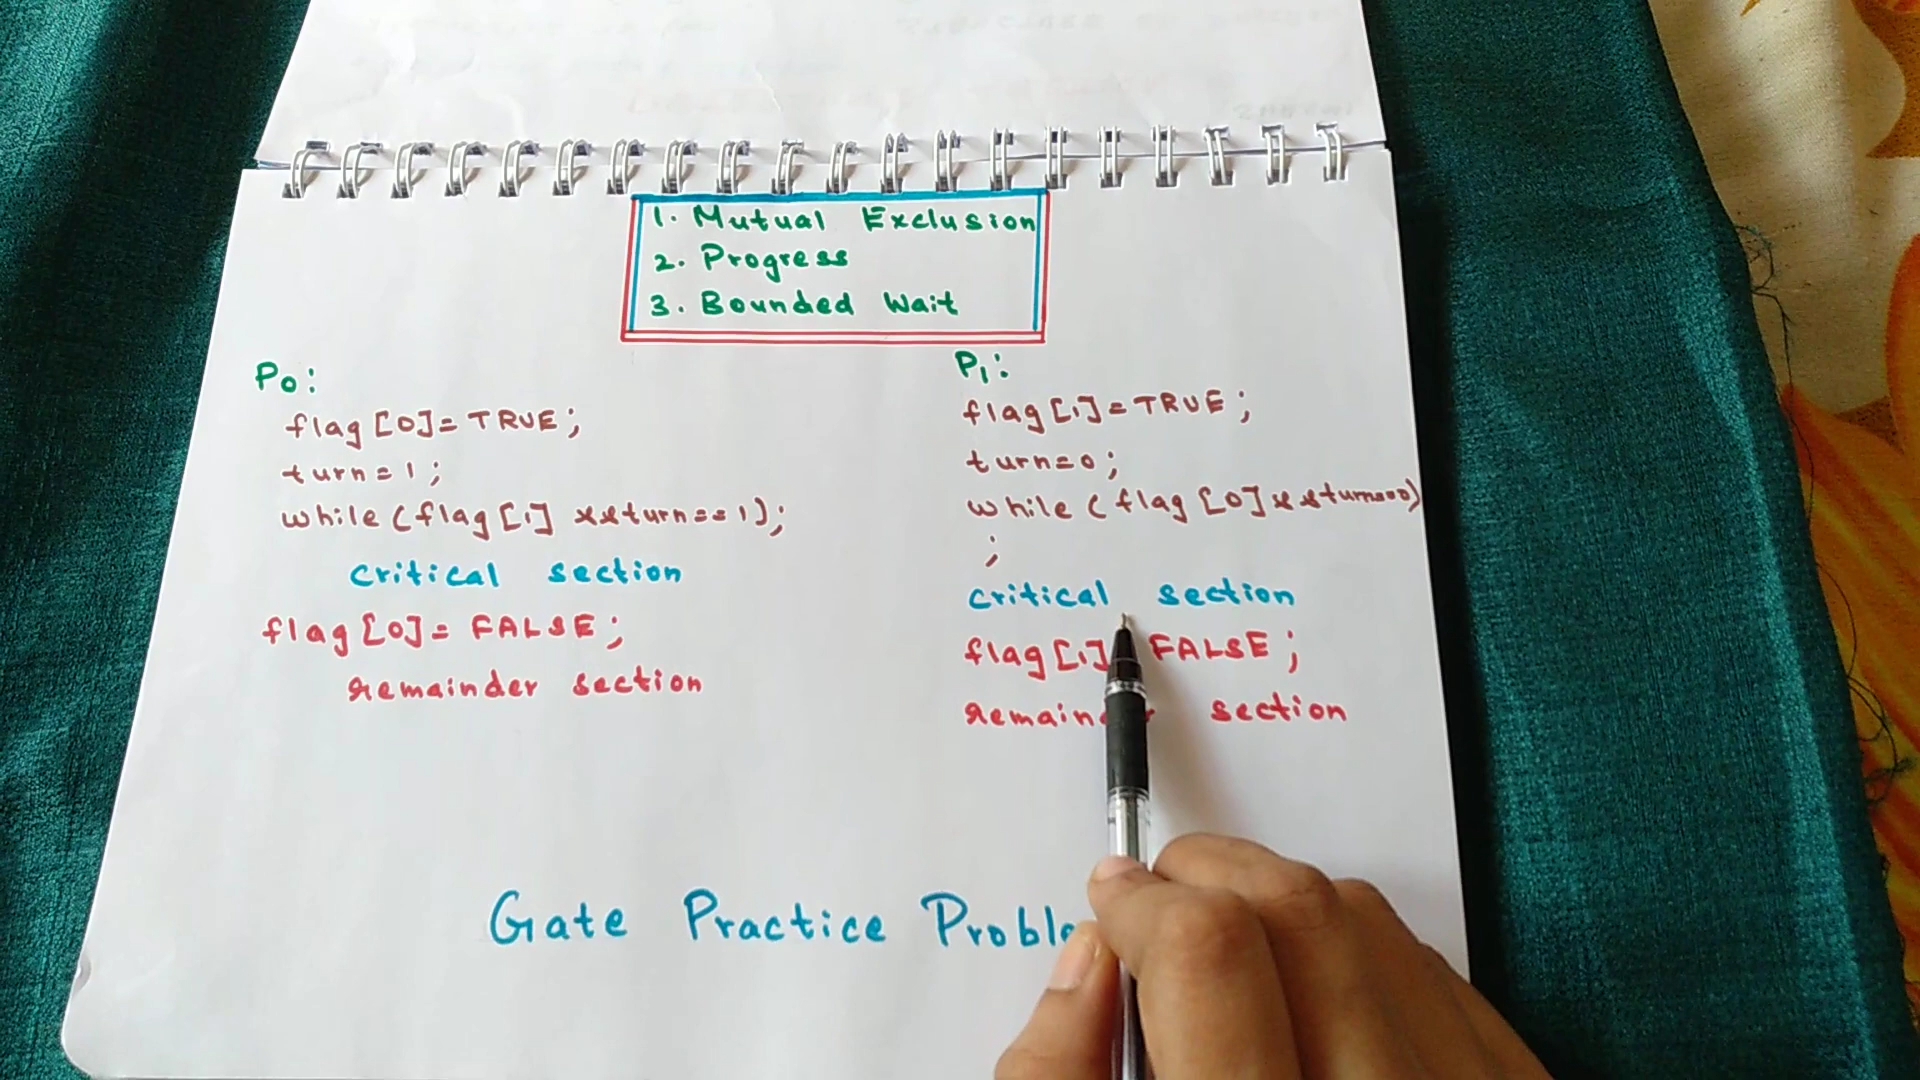 1. Mutual Exclusion
2. Progress
3. Bounded Wait
P0:
flag[0]=TRUE;
turn=1;
while(flag[1] &&turn==1);
critical section
flag[0]= FALSE;
remainder section
P1:
flag[1]=TRUE;
turn=0;
while(flag[0]&&turn==0)
;
critical section
flag[1] FALSE;
section
Gate Practice